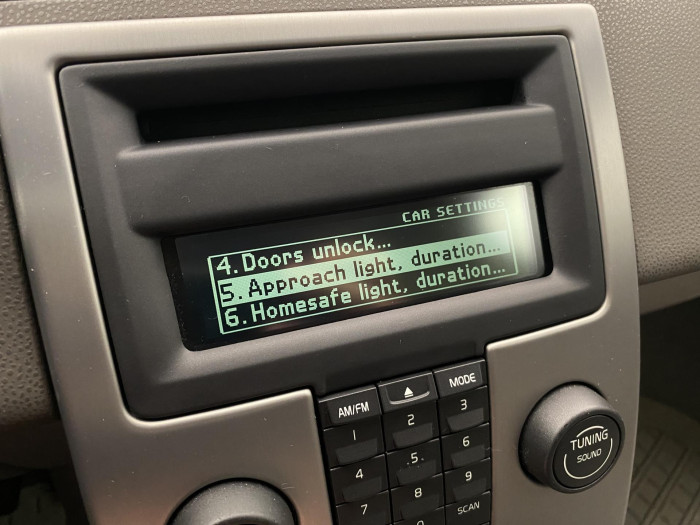 CAR SETTINGS
4. Doors unlock...
5. Approach light, duration...
6. Homesafe light, duration...
AM/FM MODE
1 2 3
4 .5. 6
7 8 9
0 SCAN
TUNING
SOUND